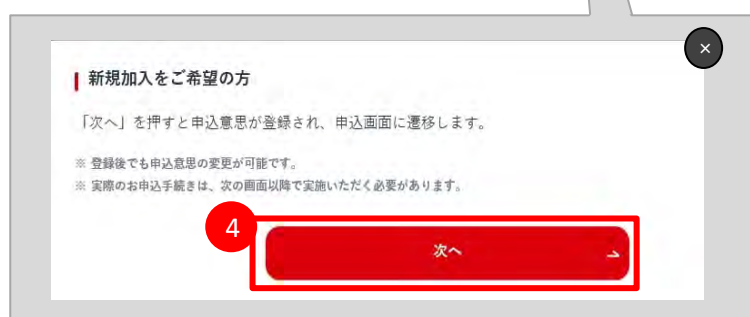 ×
新規加入をご希望の方
「次へ」を押すと申込意思が登録され、申込画面に遷移します。
※ 登録後でも申込意思の変更が可能です。
※ 実際のお申込手続きは、次の画面以降で実施いただく必要があります。
4
次へ